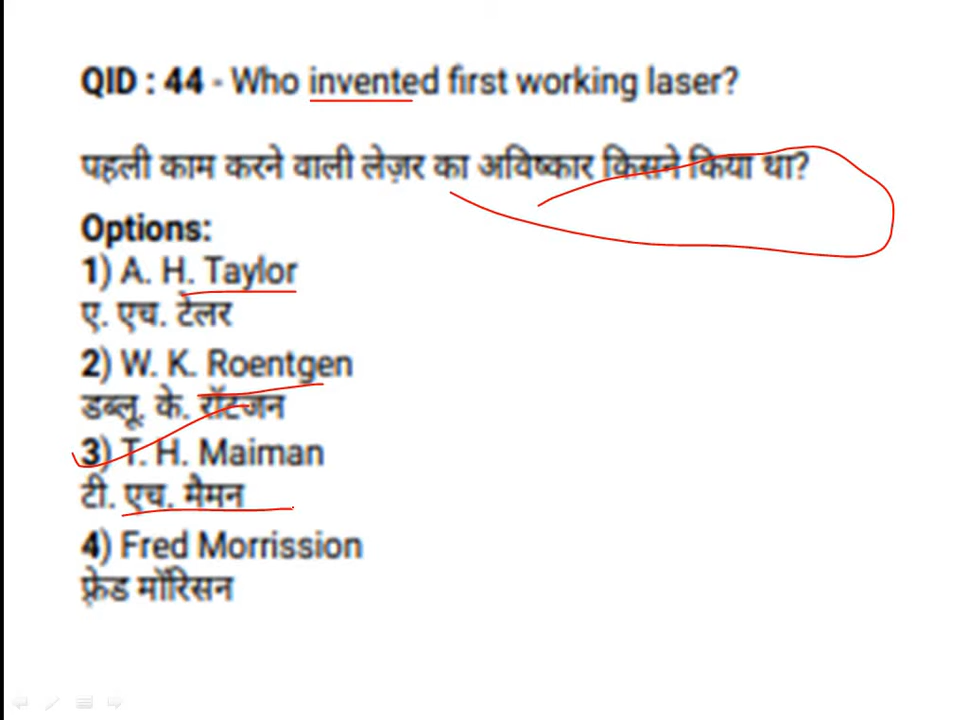 QID : 44 - Who invented first working laser?
पहली काम करने वाली लेज़र का अविष्कार किसने किया था?
Options:
1) A. H. Taylor
ए. एच. टेलर
2) W. K. Roentgen
डब्लू. के. रॉटजन
3) T. H. Maiman
टी. एच. मैमन
4) Fred Morrission
फ़्रेड मॉरिसन